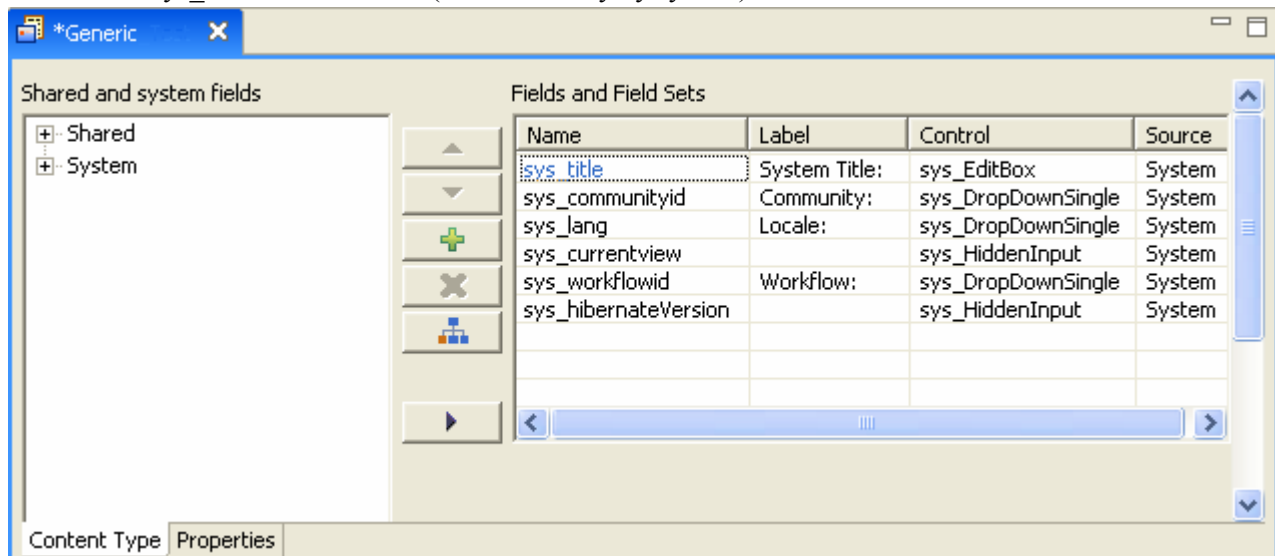 *Generic
Shared and system fields
Fields and Field Sets
Shared
System
Name Label Control Source
sys_title System Title: sys_EditBox System
sys_communityid Community: sys_DropDownSingle System
sys_lang Locale: sys_DropDownSingle System
sys_currentview sys_HiddenInput System
sys_workflowid Workflow: sys_DropDownSingle System
sys_hibernateVersion sys_HiddenInput System
Content Type Properties